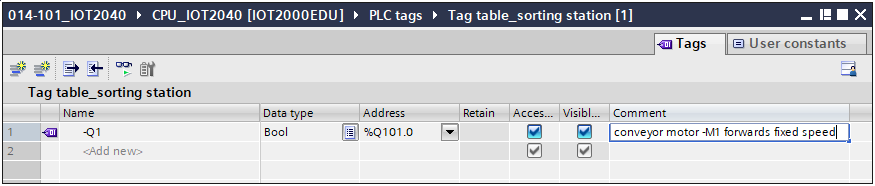 014-101_IOT2040 ▸ CPU_IOT2040 [IOT2000EDU] ▸ PLC tags ▸ Tag table_sorting station [1]
Tags User constants
Tag table_sorting station
Name Data type Address Retain Acces... Visibl... Comment
1 -Q1 Bool %Q101.0 conveyor motor -M1 forwards fixed speed
2 <Add new>